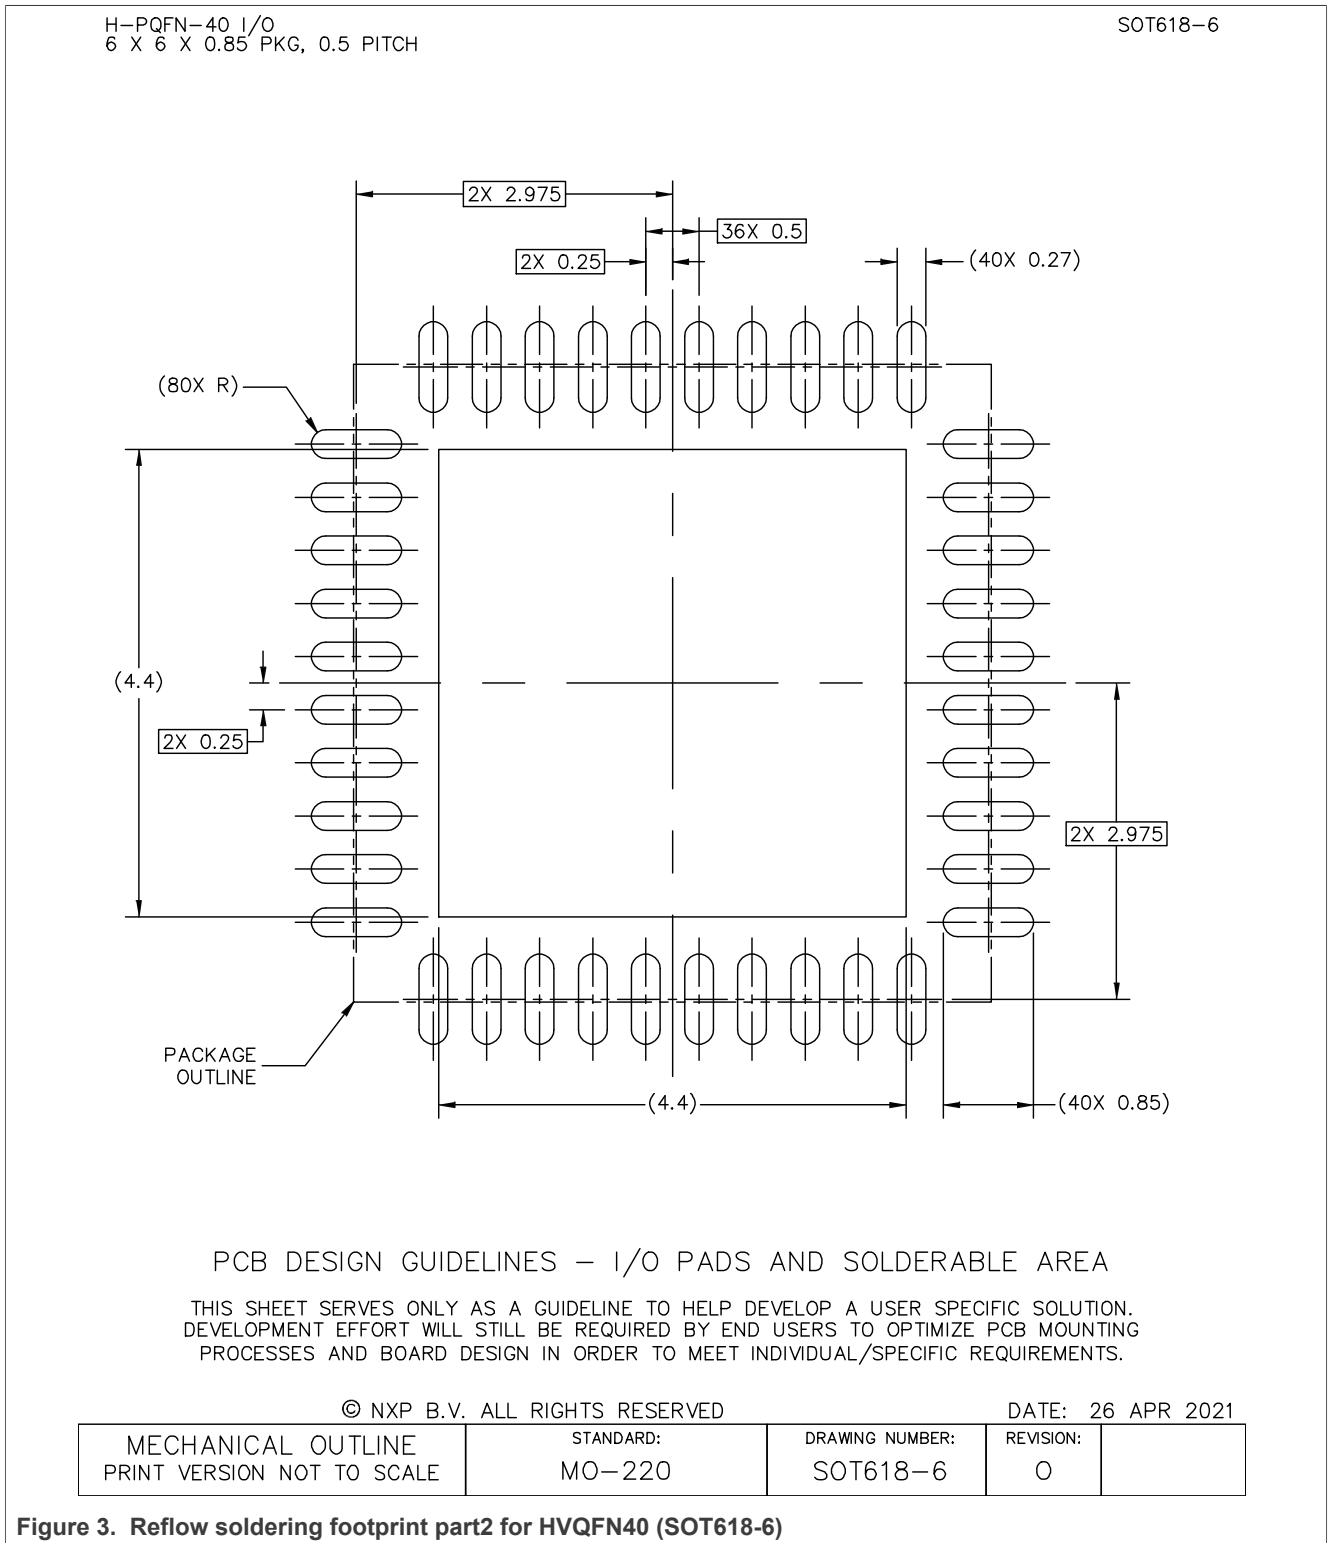 H-PQFN-40 I/O
6 X 6 X 0.85 PKG, 0.5 PITCH
SOT618-6
2X 2.975
36X 0.5
2X 0.25
(40X 0.27)
(80X R)
(4.4)
2X 0.25
2X 2.975
PACKAGE
OUTLINE
(4.4)
(40X 0.85)
PCB DESIGN GUIDELINES – I/O PADS AND SOLDERABLE AREA
THIS SHEET SERVES ONLY AS A GUIDELINE TO HELP DEVELOP A USER SPECIFIC SOLUTION.
DEVELOPMENT EFFORT WILL STILL BE REQUIRED BY END USERS TO OPTIMIZE PCB MOUNTING
PROCESSES AND BOARD DESIGN IN ORDER TO MEET INDIVIDUAL/SPECIFIC REQUIREMENTS.
© NXP B.V. ALL RIGHTS RESERVED
DATE: 26 APR 2021
MECHANICAL OUTLINE
PRINT VERSION NOT TO SCALE
STANDARD:
MO-220
DRAWING NUMBER:
SOT618-6
REVISION:
O
Figure 3. Reflow soldering footprint part2 for HVQFN40 (SOT618-6)